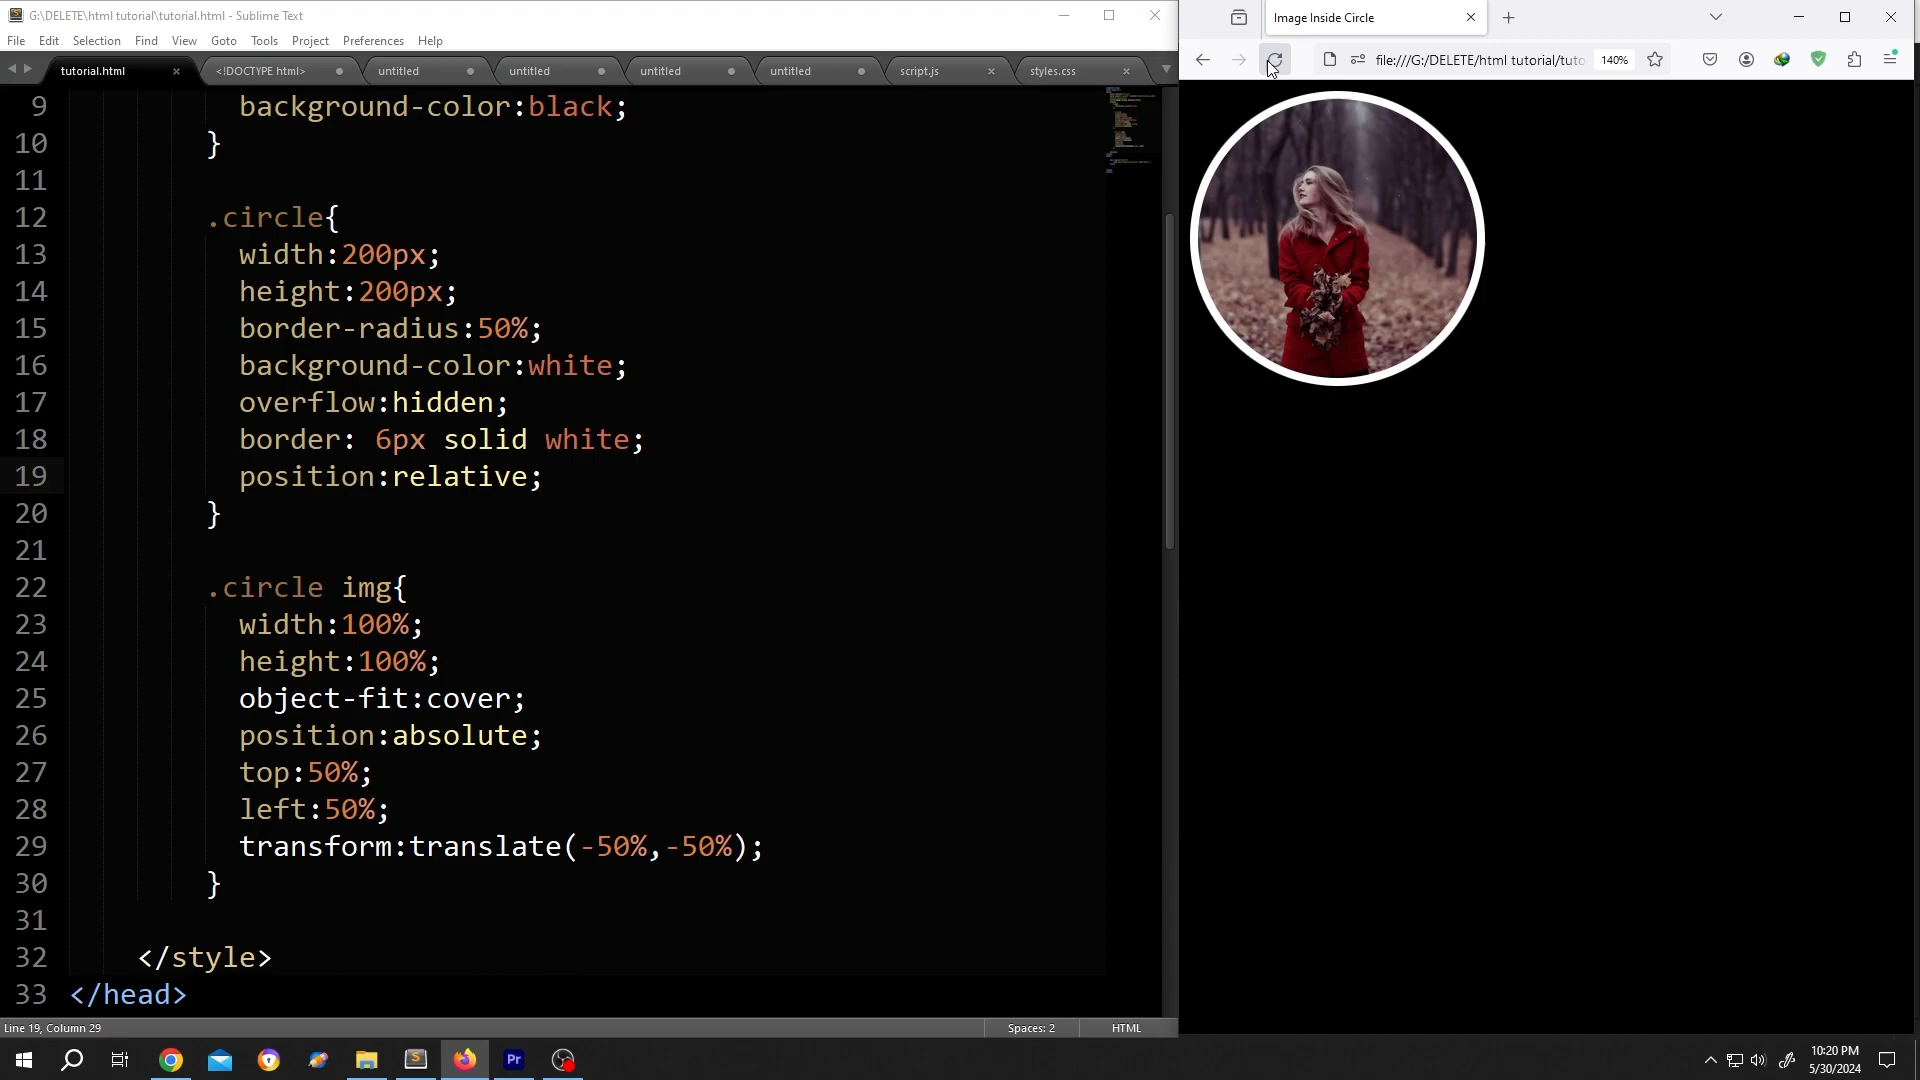 G:\DELETE\html tutorial\tutorial.html - Sublime Text
File Edit Selection Find View Goto Tools Project Preferences Help
tutorial.html <!DOCTYPE html> untitled untitled untitled untitled script.js styles.css
9 background-color:black;
10 }
11
12 .circle{
13 width:200px;
14 height:200px;
15 border-radius:50%;
16 background-color:white;
17 overflow:hidden;
18 border: 6px solid white;
19 position:relative;
20 }
21
22 .circle img{
23 width:100%;
24 height:100%;
25 object-fit:cover;
26 position:absolute;
27 top:50%;
28 left:50%;
29 transform:translate(-50%,-50%);
30 }
31
32 </style>
33 </head>
Line 19, Column 29
Spaces: 2
HTML
Image Inside Circle
file:///G:/DELETE/html tutorial/tuto
140%
Pr
10:20 PM
5/30/2024